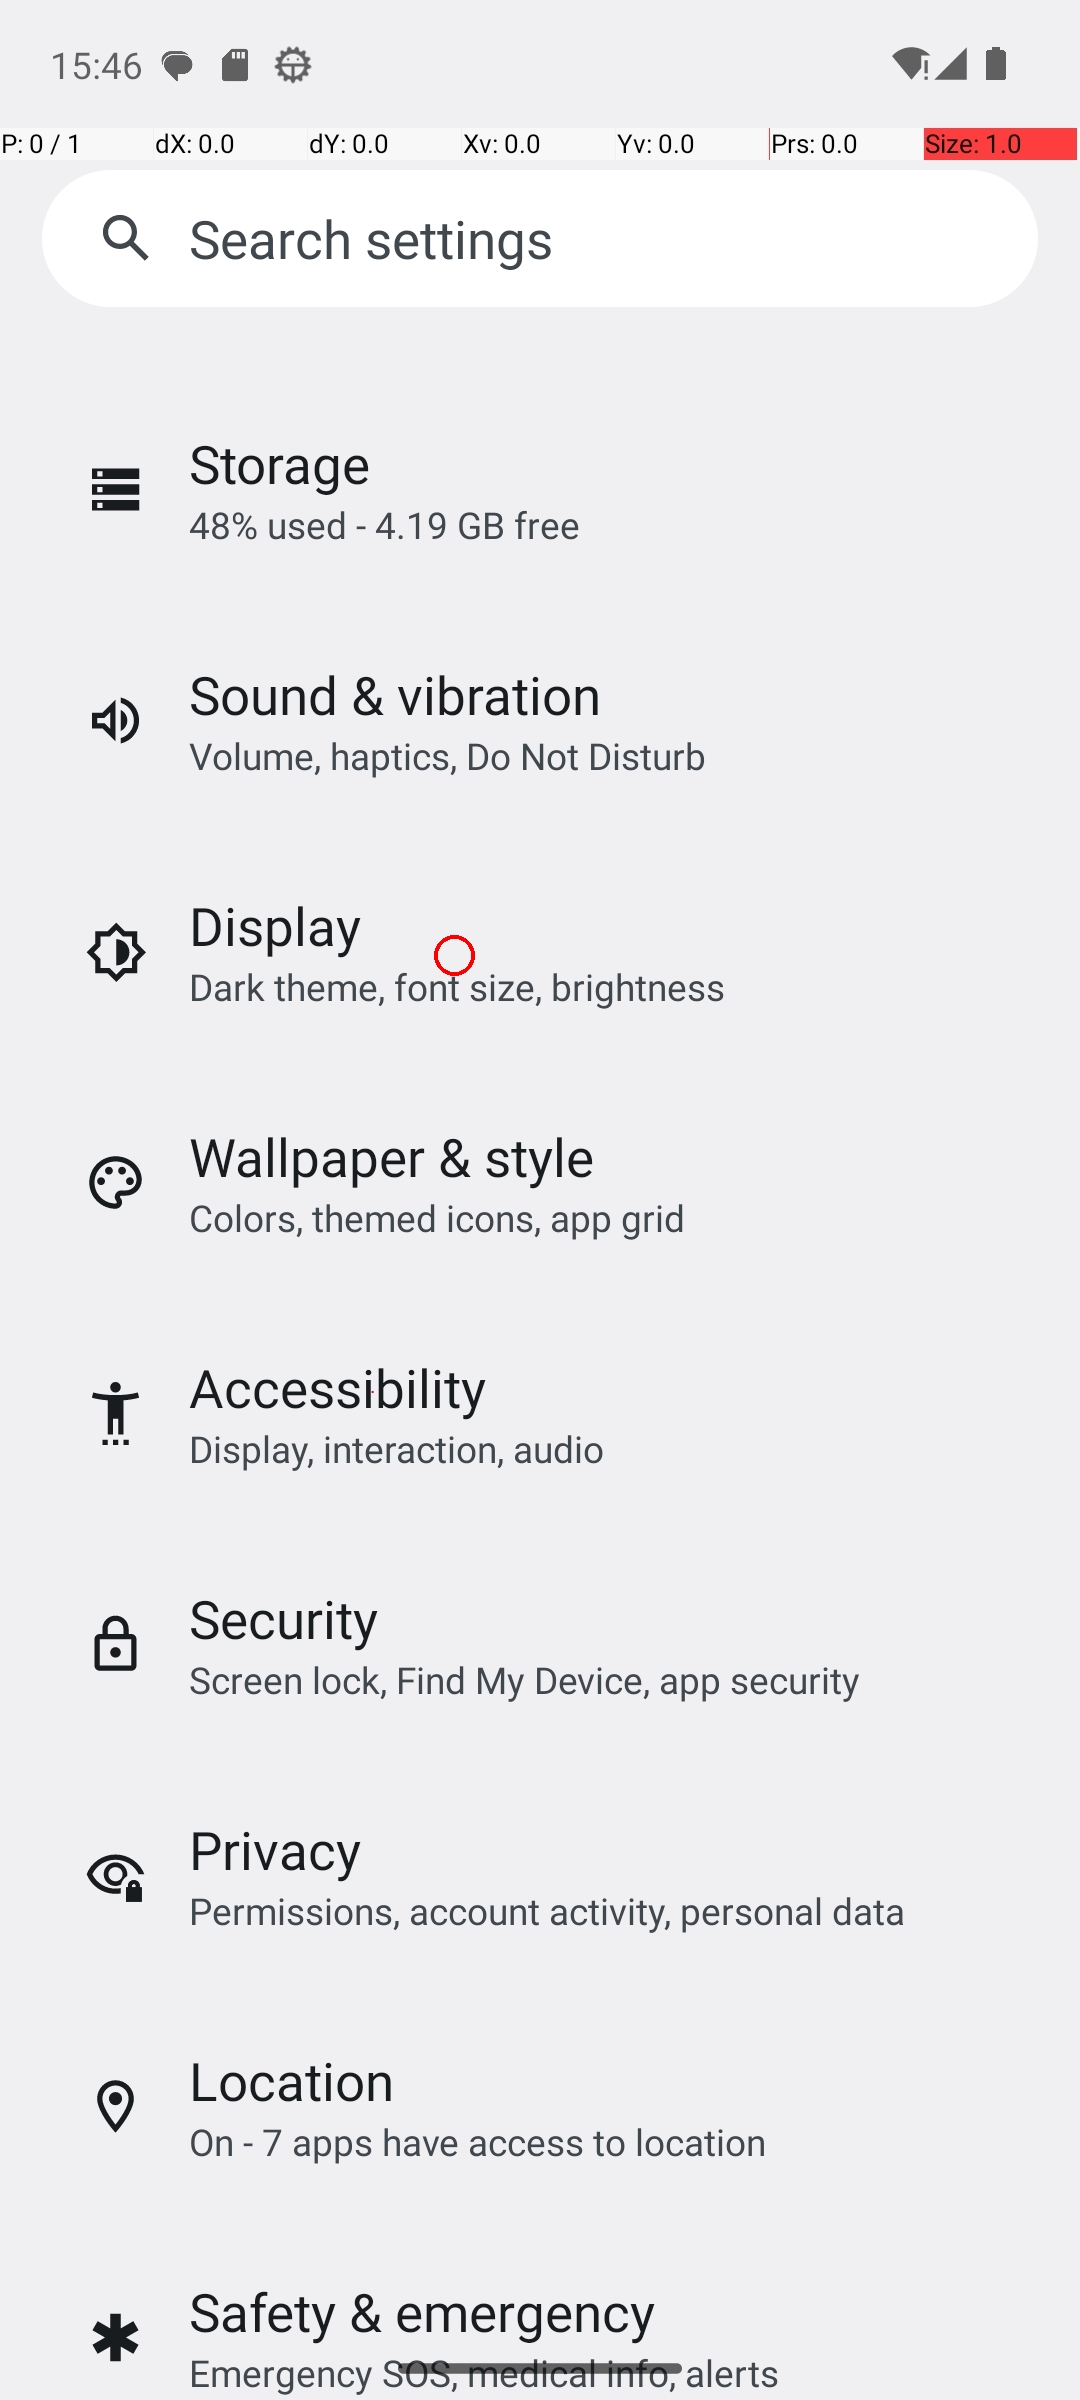 15:46
P: 0 / 1 dX: 0.0 dY: 0.0 Xv: 0.0 Yv: 0.0 Prs: 0.0 Size: 1.0
Search settings
Storage
48% used - 4.19 GB free
Sound & vibration
Volume, haptics, Do Not Disturb
Display
Dark theme, font size, brightness
Wallpaper & style
Colors, themed icons, app grid
Accessibility
Display, interaction, audio
Security
Screen lock, Find My Device, app security
Privacy
Permissions, account activity, personal data
Location
On - 7 apps have access to location
Safety & emergency
Emergency SOS, medical info, alerts